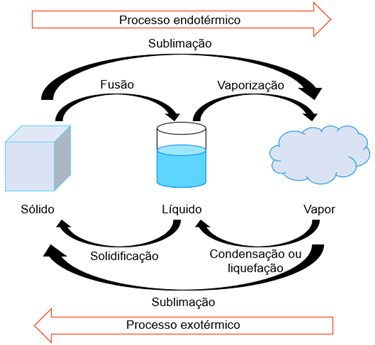 Processo endotérmico
Sublimação
Fusão
Vaporização
Sólido
Líquido
Vapor
Solidificação
Condensação ou
liquefação
Sublimação
Processo exotérmico